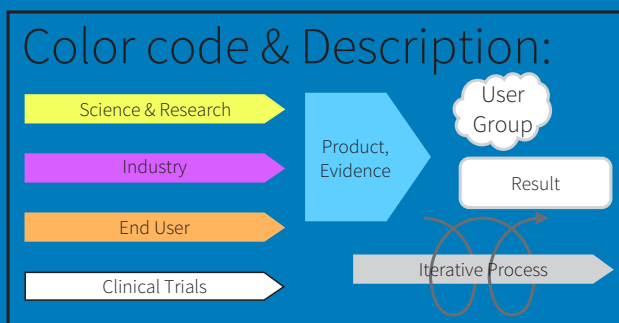 Color code & Description:
Science & Research
Industry
End User
Clinical Trials
Product,
Evidence
User
Group
Result
Iterative Process